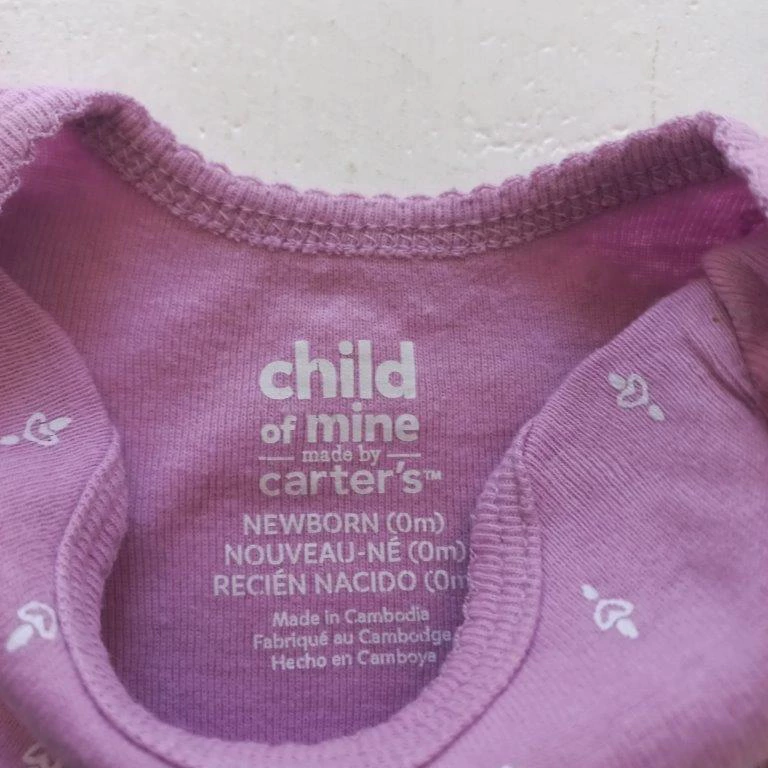 child
of mine
made by
carter's™
NEWBORN (0m)
NOUVEAU-NÉ (0m)
RECIÉN NACIDO (0m
Made in Cambodia
Fabriqué au Cambodge
Hecho en Camboya